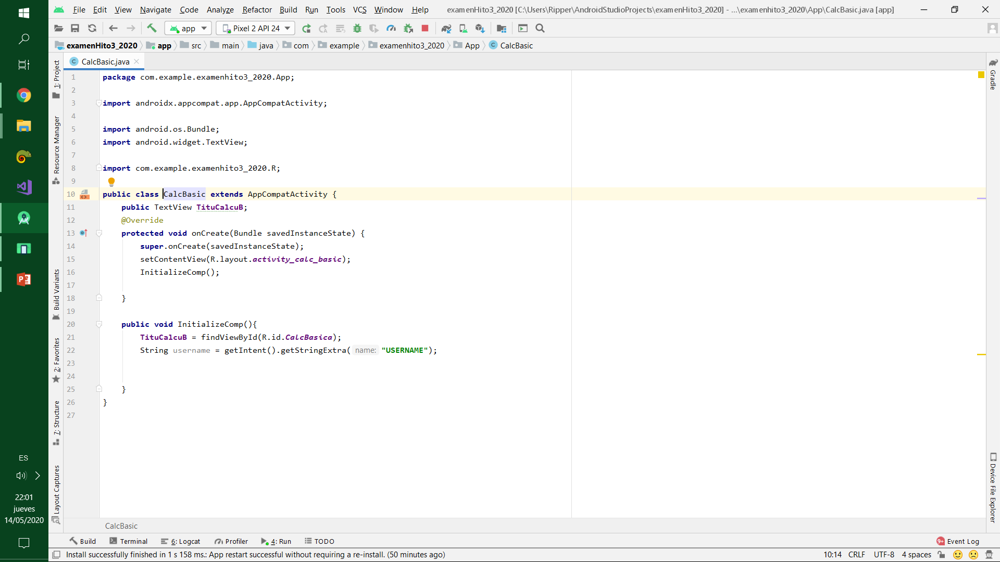 File Edit View Navigate Code Analyze Refactor Build Run Tools VCS Window Help examenHito3_2020 [C:\Users\Ripper\AndroidStudioProjects\examenHito3_2020] - ...\examenhito3_2020\App\CalcBasic.java [app]
app Pixel 2 API 24
examenHito3_2020 app src main java com example examenhito3_2020 App CalcBasic
CalcBasic.java
1 package com.example.examenhito3_2020.App;
2
3 import androidx.appcompat.app.AppCompatActivity;
4
5 import android.os.Bundle;
6 import android.widget.TextView;
7
8 import com.example.examenhito3_2020.R;
9
10 public class CalcBasic extends AppCompatActivity {
11 public TextView TituCalcuB;
12 @Override
13 protected void onCreate(Bundle savedInstanceState) {
14 super.onCreate(savedInstanceState);
15 setContentView(R.layout.activity_calc_basic);
16 InitializeComp();
17
18 }
19
20 public void InitializeComp(){
21 TituCalcuB = findViewById(R.id.CalcBasica);
22 String username = getIntent().getStringExtra( name: "USERNAME");
23
24
25 }
26 }
27
1: Project
Resource Manager
Build Variants
2: Favorites
7: Structure
Layout Captures
Gradle
Device File Explorer
ES
22:01
jueves
14/05/2020
CalcBasic
Build Terminal 6: Logcat Profiler 4: Run TODO 9+ Event Log
Install successfully finished in 1 s 158 ms.: App restart successful without requiring a re-install. (50 minutes ago) 10:14 CRLF UTF-8 4 spaces